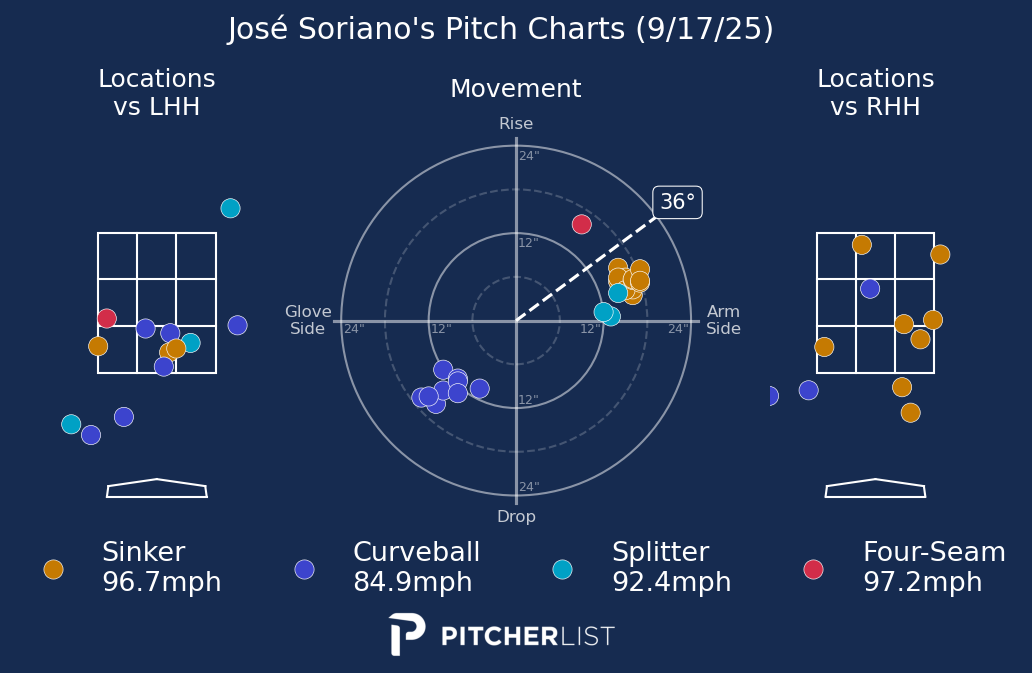 José Soriano's Pitch Charts (9/17/25)
Locations
vs LHH
Movement
Locations
vs RHH
Rise
24"
36°
12"
Glove
Side
24"
12"
12"
24"
Arm
Side
12"
24"
Drop
Sinker
96.7mph
Curveball
84.9mph
Splitter
92.4mph
Four-Seam
97.2mph
PITCHERLIST